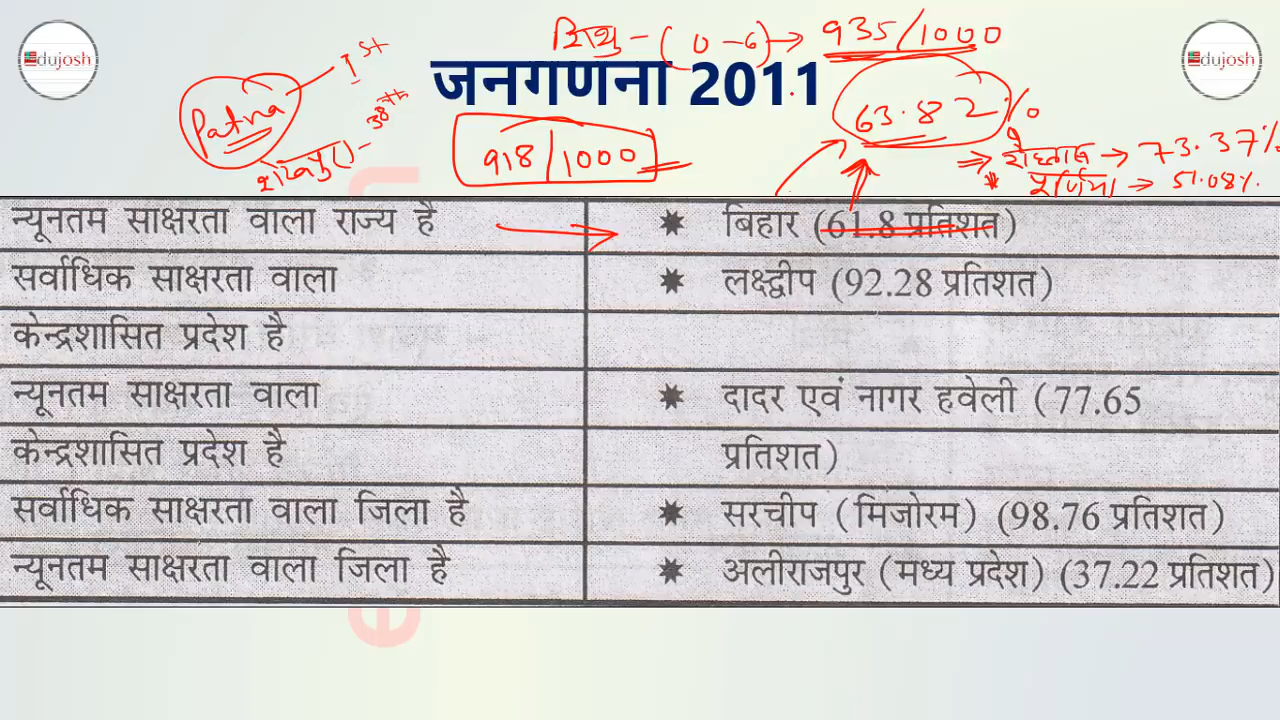 शिशु - (0-6) → 935/1000
Edujosh
Edujosh
जनगणना 2011
Patna → 1st
शेखपुरा - 38th
918/1000
63.82%
रोहतास → 73.37%
पूर्णिया → 51.08%
न्यूनतम साक्षरता वाला राज्य है
बिहार (61.8 प्रतिशत)
सर्वाधिक साक्षरता वाला
लक्षद्वीप (92.28 प्रतिशत)
केन्द्रशासित प्रदेश है
न्यूनतम साक्षरता वाला
दादर एवं नागर हवेली (77.65
केन्द्रशासित प्रदेश है
प्रतिशत)
सर्वाधिक साक्षरता वाला जिला है
सरचीप (मिजोरम) (98.76 प्रतिशत)
न्यूनतम साक्षरता वाला जिला है
अलीराजपुर (मध्य प्रदेश) (37.22 प्रतिशत)